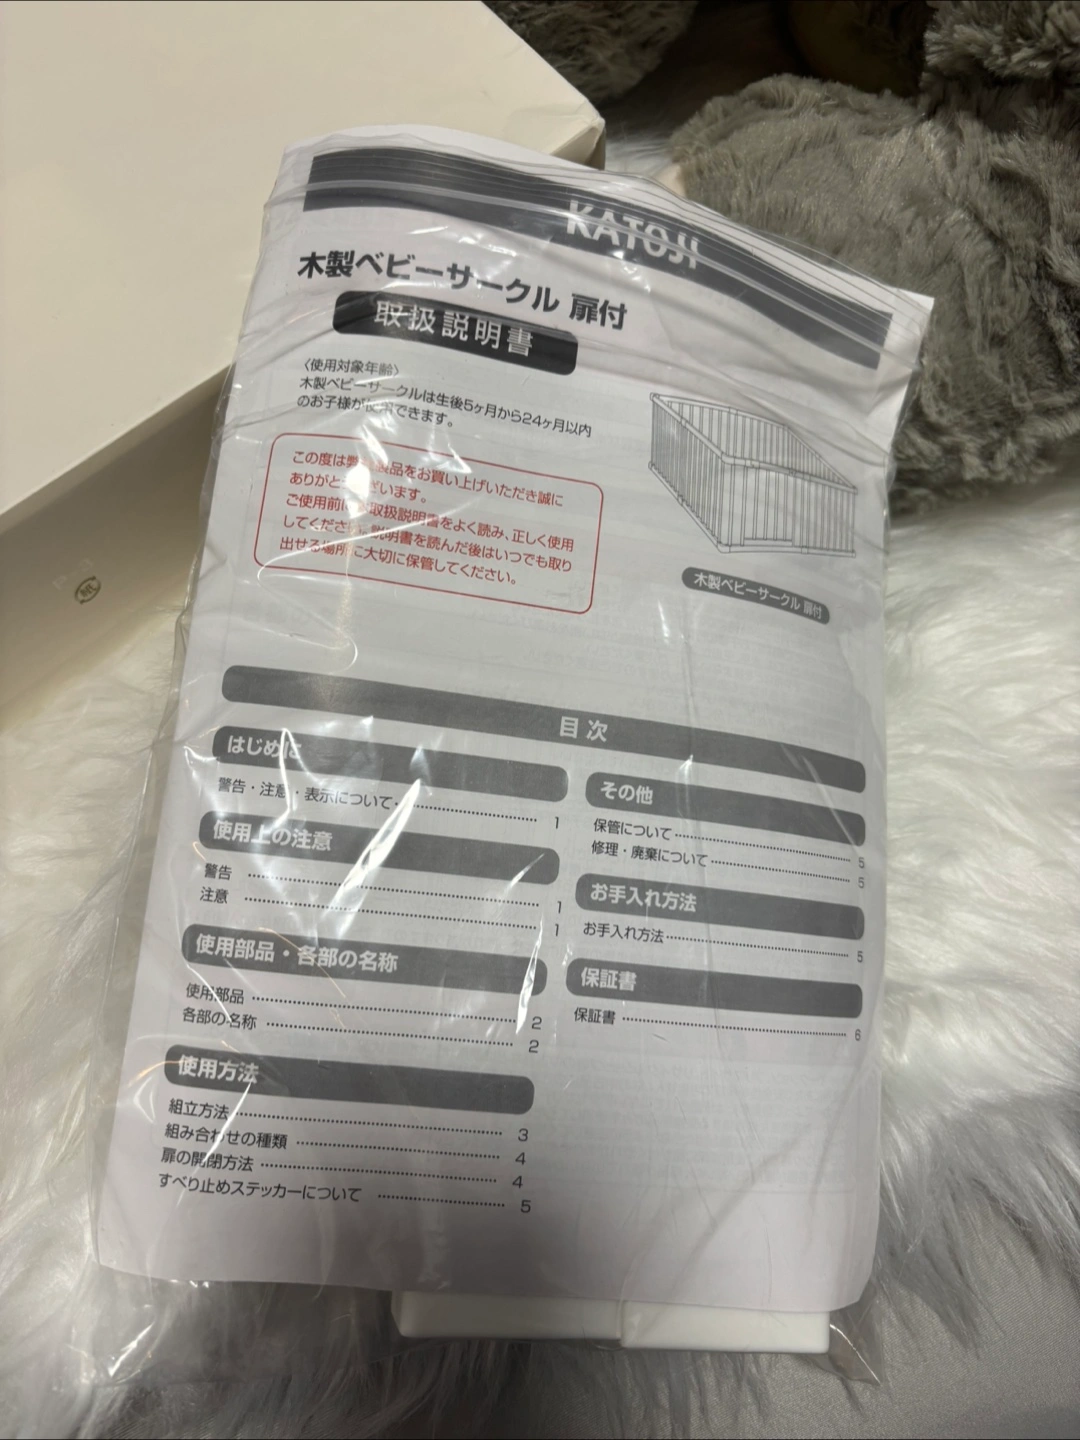 KATOJI
木製ベビーサークル 扉付
取扱説明書
〈使用対象年齢〉
木製ベビーサークルは生後5ヶ月から24ヶ月以内
のお子様が使用できます。
この度は弊社製品をお買い上げいただき誠に
ありがとうございます。
ご使用前に取扱説明書をよく読み、正しく使用
してください。説明書を読んだ後はいつでも取り
出せる場所に大切に保管してください。
木製ベビーサークル 扉付
目次
はじめに
警告・注意・表示について 1
使用上の注意
警告 1
注意 1
使用部品・各部の名称
使用部品 2
各部の名称 2
使用方法
組立方法 3
組み合わせの種類 4
扉の開閉方法 4
すべり止めステッカーについて 5
その他
保管について 5
修理・廃棄について 5
お手入れ方法
お手入れ方法 5
保証書
保証書 6